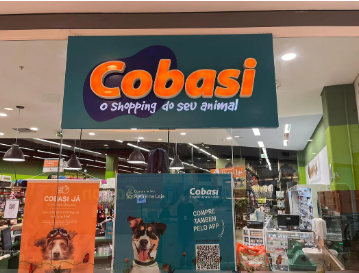 Cobasi
o shopping do seu animal
COBASI JÁ
Cobasi
COMPRE
TAMBÉM
PELO APP